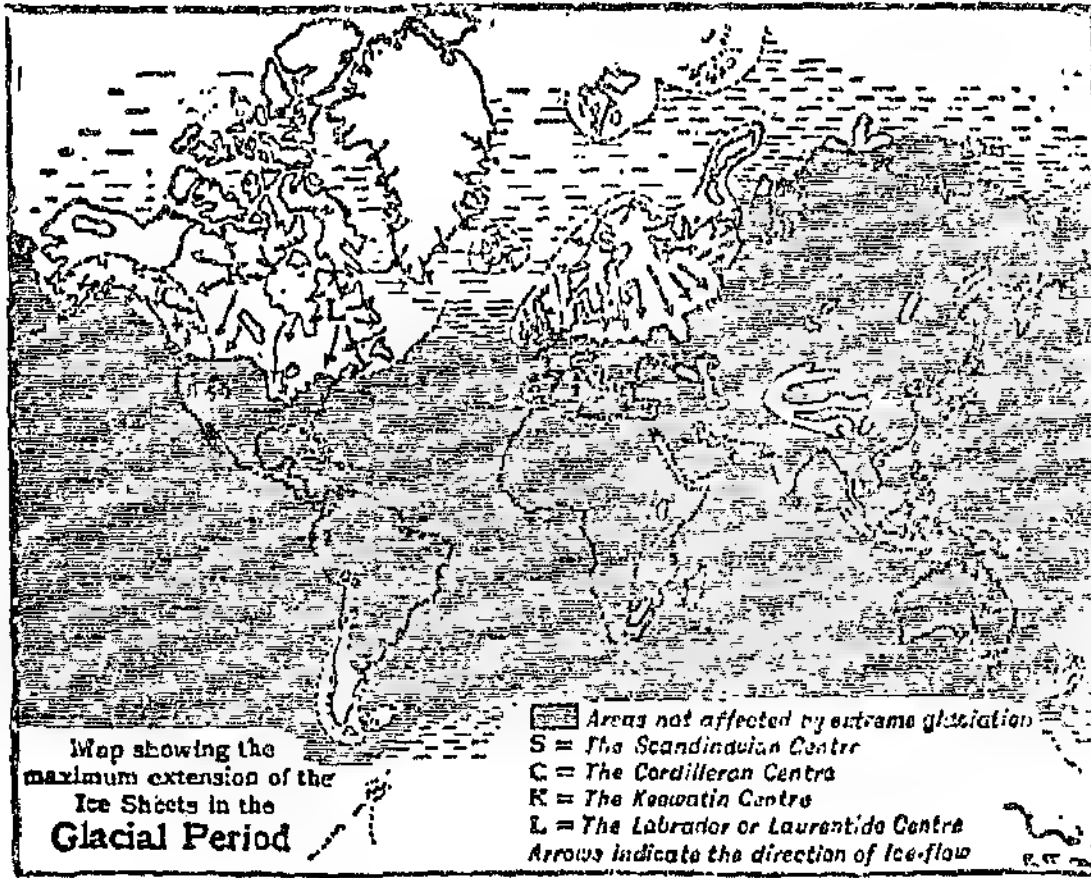 Map showing the
maximum extension of the
Ice Sheets in the
Glacial Period
Areas not affected by extreme glaciation
S = The Scandinavian Centre
C = The Cordilleran Centre
K = The Keewatin Centre
L = The Labrador or Laurentide Centre
Arrows indicate the direction of Ice-flow